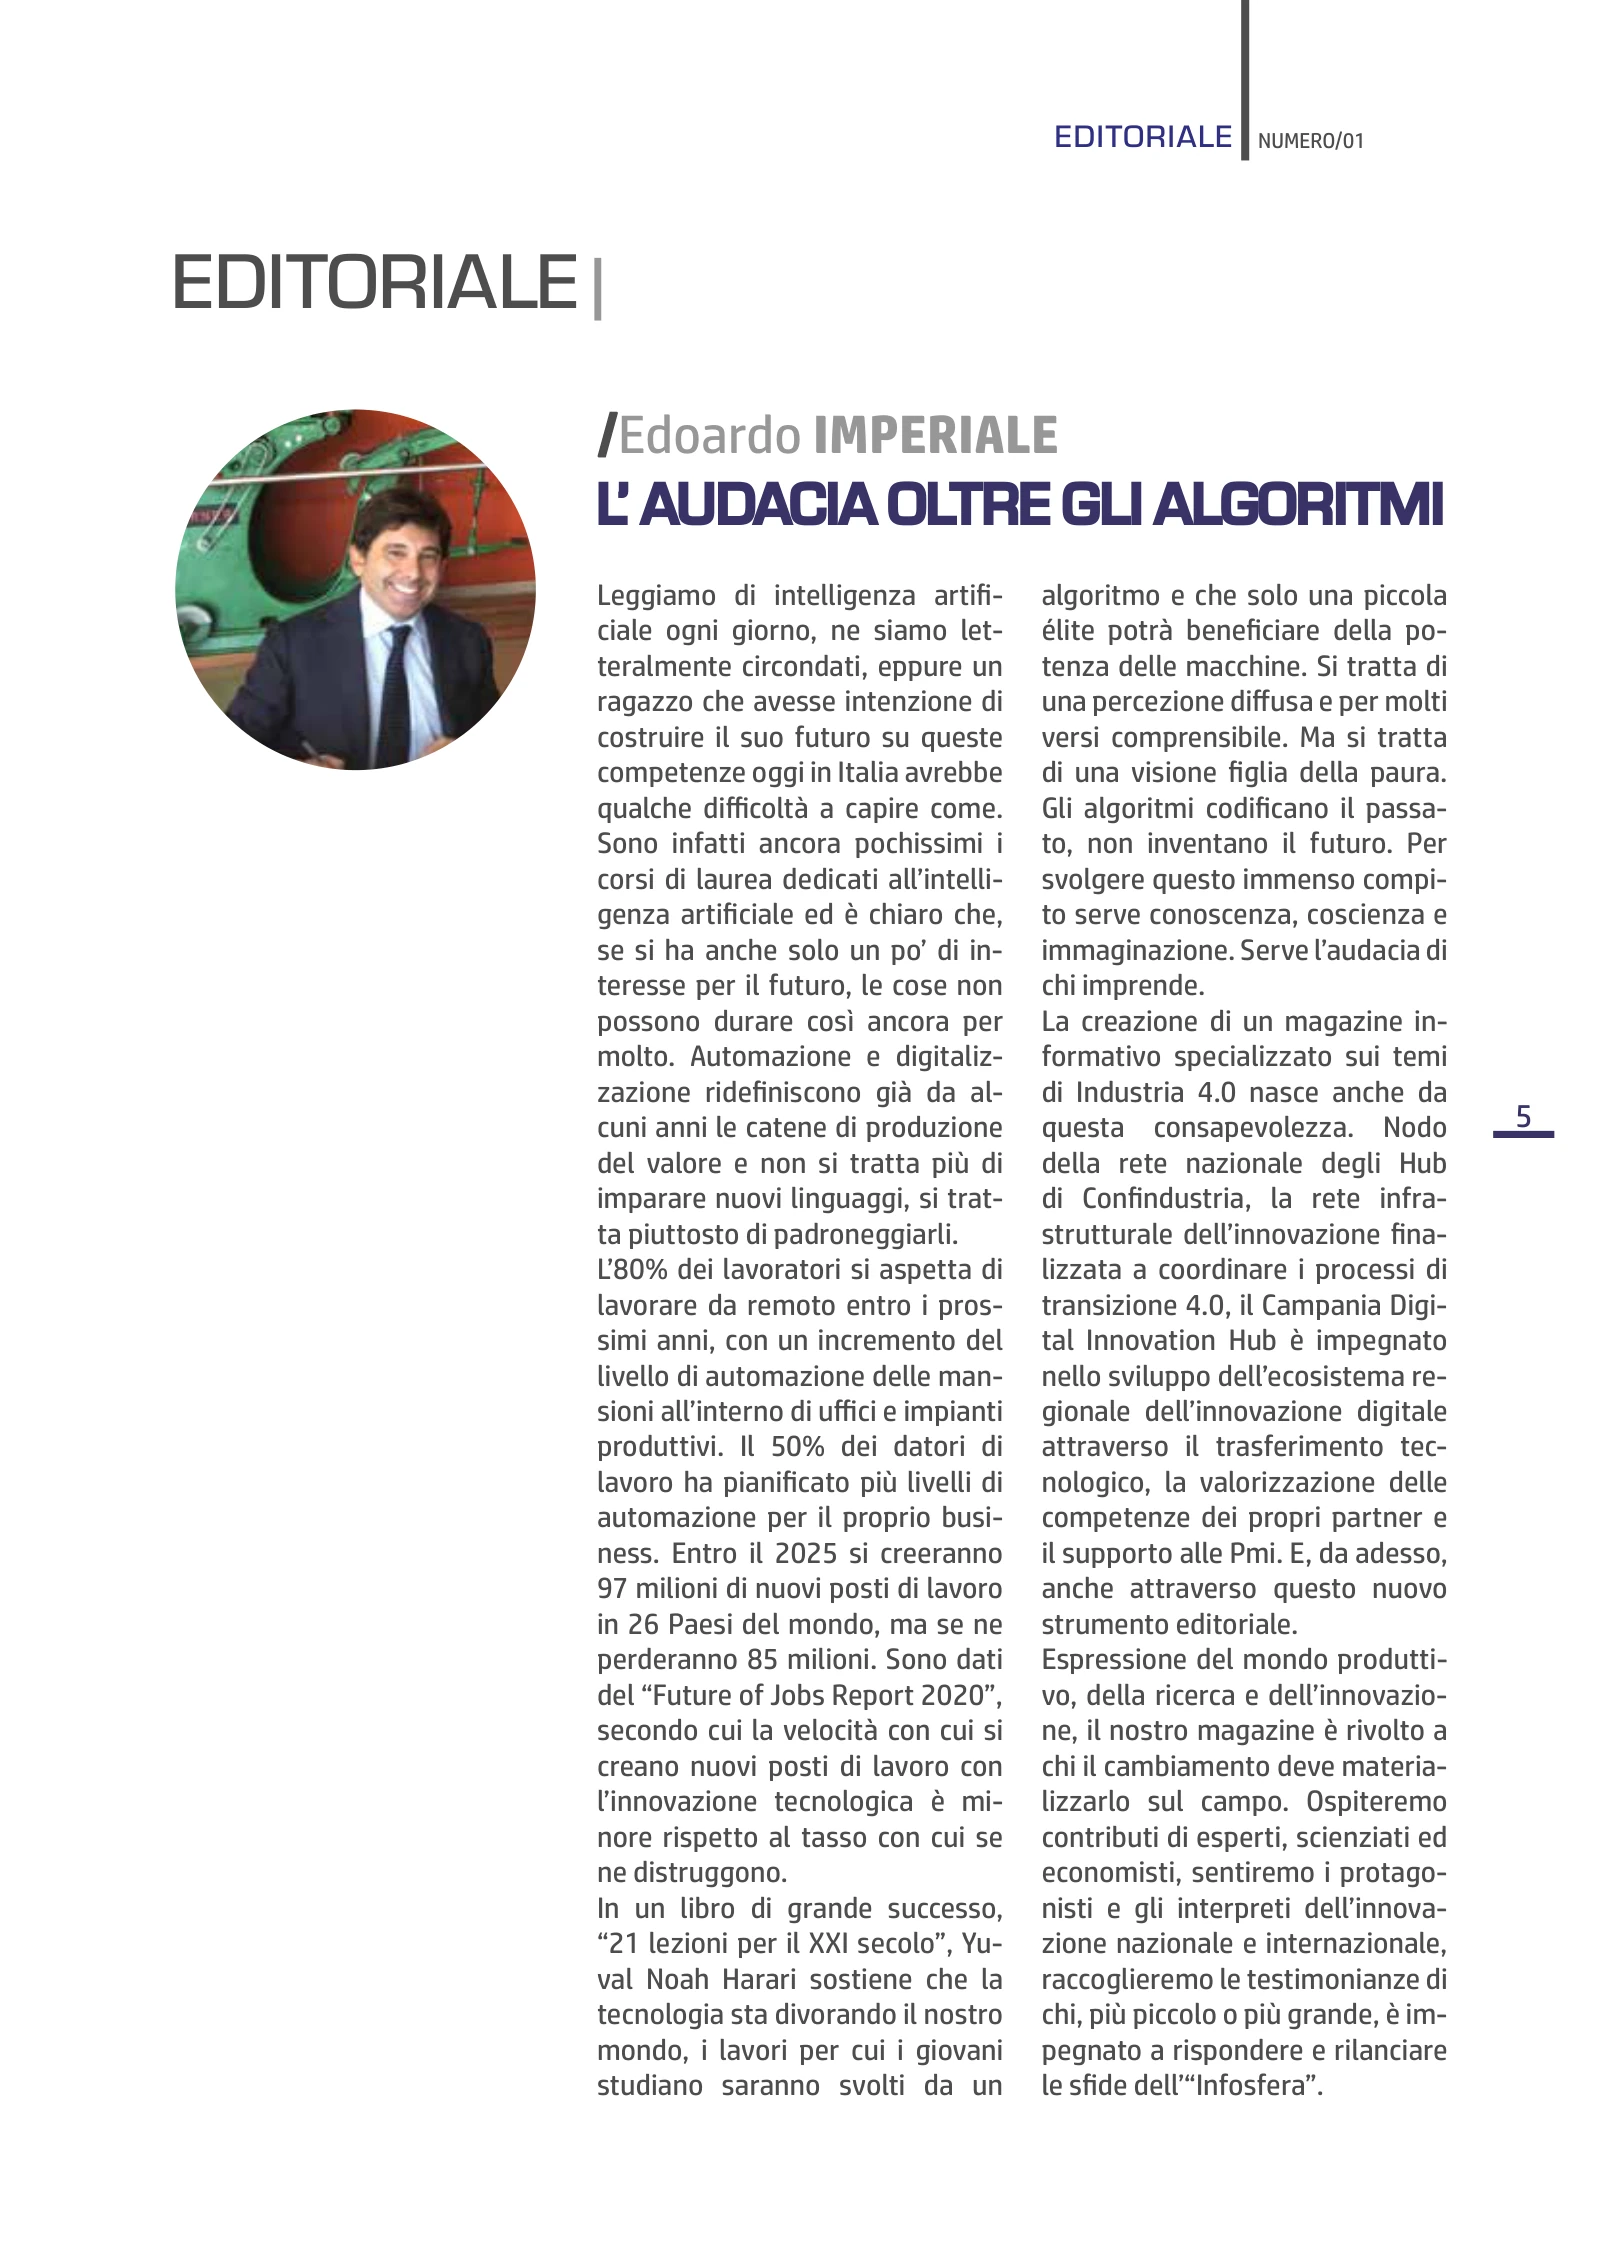 EDITORIALE NUMERO/01
EDITORIALE
/Edoardo IMPERIALE
L' AUDACIA OLTRE GLI ALGORITMI
Leggiamo di intelligenza artifi-
ciale ogni giorno, ne siamo let-
teralmente circondati, eppure un
ragazzo che avesse intenzione di
costruire il suo futuro su queste
competenze oggi in Italia avrebbe
qualche difficoltà a capire come.
Sono infatti ancora pochissimi i
corsi di laurea dedicati all'intelli-
genza artificiale ed è chiaro che,
se si ha anche solo un po' di in-
teresse per il futuro, le cose non
possono durare così ancora per
molto. Automazione e digitaliz-
zazione ridefiniscono già da al-
cuni anni le catene di produzione
del valore e non si tratta più di
imparare nuovi linguaggi, si trat-
ta piuttosto di padroneggiarli.
L'80% dei lavoratori si aspetta di
lavorare da remoto entro i pros-
simi anni, con un incremento del
livello di automazione delle man-
sioni all'interno di uffici e impianti
produttivi. Il 50% dei datori di
lavoro ha pianificato più livelli di
automazione per il proprio busi-
ness. Entro il 2025 si creeranno
97 milioni di nuovi posti di lavoro
in 26 Paesi del mondo, ma se ne
perderanno 85 milioni. Sono dati
del “Future of Jobs Report 2020”,
secondo cui la velocità con cui si
creano nuovi posti di lavoro con
l'innovazione tecnologica è mi-
nore rispetto al tasso con cui se
ne distruggono.
In un libro di grande successo,
“21 lezioni per il XXI secolo”, Yu-
val Noah Harari sostiene che la
tecnologia sta divorando il nostro
mondo, i lavori per cui i giovani
studiano saranno svolti da un
algoritmo e che solo una piccola
élite potrà beneficiare della po-
tenza delle macchine. Si tratta di
una percezione diffusa e per molti
versi comprensibile. Ma si tratta
di una visione figlia della paura.
Gli algoritmi codificano il passa-
to, non inventano il futuro. Per
svolgere questo immenso compi-
to serve conoscenza, coscienza e
immaginazione. Serve l'audacia di
chi imprende.
La creazione di un magazine in-
formativo specializzato sui temi
di Industria 4.0 nasce anche da
questa consapevolezza. Nodo
della rete nazionale degli Hub
di Confindustria, la rete infra-
strutturale dell'innovazione fina-
lizzata a coordinare i processi di
transizione 4.0, il Campania Digi-
tal Innovation Hub è impegnato
nello sviluppo dell'ecosistema re-
gionale dell'innovazione digitale
attraverso il trasferimento tec-
nologico, la valorizzazione delle
competenze dei propri partner e
il supporto alle Pmi. E, da adesso,
anche attraverso questo nuovo
strumento editoriale.
Espressione del mondo produtti-
vo, della ricerca e dell'innovazio-
ne, il nostro magazine è rivolto a
chi il cambiamento deve materia-
lizzarlo sul campo. Ospiteremo
contributi di esperti, scienziati ed
economisti, sentiremo i protago-
nisti e gli interpreti dell'innova-
zione nazionale e internazionale,
raccoglieremo le testimonianze di
chi, più piccolo o più grande, è im-
pegnato a rispondere e rilanciare
le sfide dell'“Infosfera”.
5